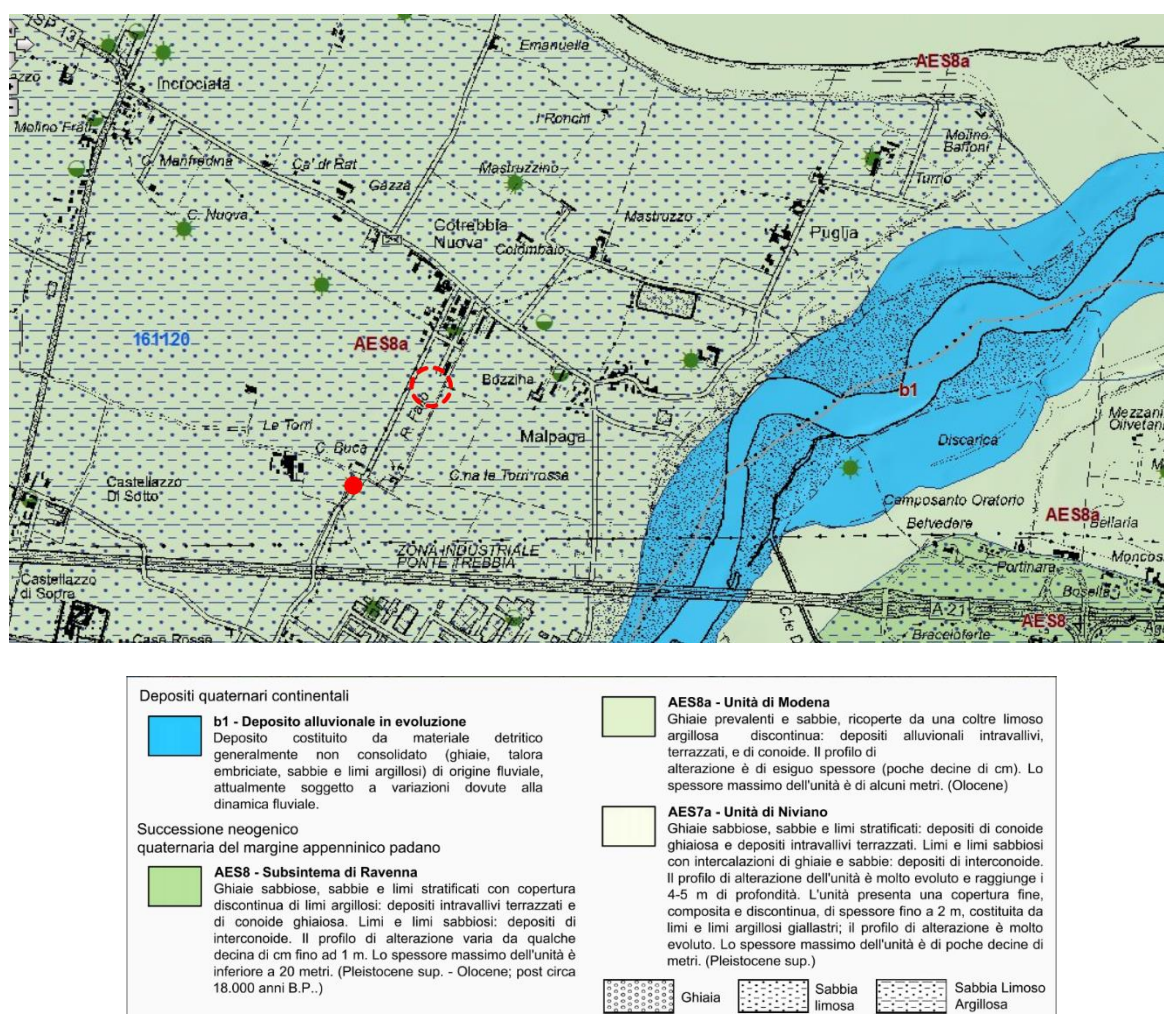 SP 13
Incrociata
Emanuella
AES8a
Molino Frati
C. Manfredina
Ca' di Rat
Gazza
I Ronchi
Mastruzzino
Molino
Turro
C. Nuova
Cotrebbia
Nuova
Colombaio
Mastruzzo
Puglia
161120
AES8a
Bozzina
b1
Mezzani
Le Torri
C. Buca
Malpaga
Discarica
Castellazzo
Di Sotto
C.na le Torri rosse
Camposanto Oratorio
Belvedere
AES8a
Bellaria
ZONA INDUSTRIALE
PONTE TREBBIA
Portinara
Castellazzo
di Sopra
A-21
AES8
Case Rosse
Braccioforte
Depositi quaternari continentali
b1 - Deposito alluvionale in evoluzione
Deposito costituito da materiale detritico
generalmente non consolidato (ghiaie, talora
embriciate, sabbie e limi argillosi) di origine fluviale,
attualmente soggetto a variazioni dovute alla
dinamica fluviale.
Successione neogenico
quaternaria del margine appenninico padano
AES8 - Subsintema di Ravenna
Ghiaie sabbiose, sabbie e limi stratificati con copertura
discontinua di limi argillosi: depositi intravallivi terrazzati e
di conoide ghiaiosa. Limi e limi sabbiosi: depositi di
interconoide. Il profilo di alterazione varia da qualche
decina di cm fino ad 1 m. Lo spessore massimo dell'unità è
inferiore a 20 metri. (Pleistocene sup. - Olocene; post circa
18.000 anni B.P..)
AES8a - Unità di Modena
Ghiaie prevalenti e sabbie, ricoperte da una coltre limoso
argillosa discontinua: depositi alluvionali intravallivi,
terrazzati, e di conoide. Il profilo di
alterazione è di esiguo spessore (poche decine di cm). Lo
spessore massimo dell'unità è di alcuni metri. (Olocene)
AES7a - Unità di Niviano
Ghiaie sabbiose, sabbie e limi stratificati: depositi di conoide
ghiaiosa e depositi intravallivi terrazzati. Limi e limi sabbiosi
con intercalazioni di ghiaie e sabbie: depositi di interconoide.
Il profilo di alterazione dell'unità è molto evoluto e raggiunge i
4-5 m di profondità. L'unità presenta una copertura fine,
composita e discontinua, di spessore fino a 2 m, costituita da
limi e limi argillosi giallastri; il profilo di alterazione è molto
evoluto. Lo spessore massimo dell'unità è di poche decine di
metri. (Pleistocene sup.)
Ghiaia
Sabbia
limosa
Sabbia Limoso
Argillosa